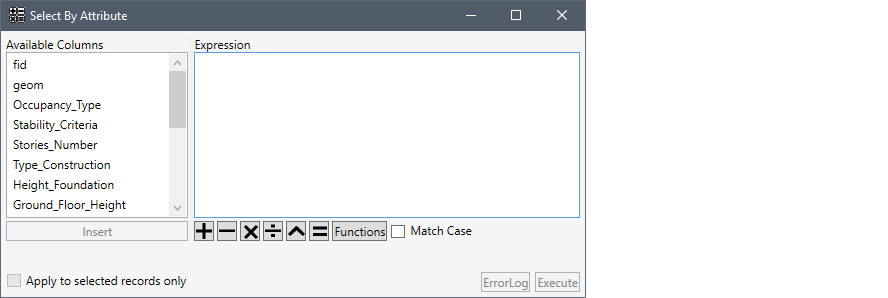 Select By Attribute
Available Columns
Expression
fid
geom
Occupancy_Type
Stability_Criteria
Stories_Number
Type_Construction
Height_Foundation
Ground_Floor_Height
Insert
Functions
Match Case
Apply to selected records only
ErrorLog
Execute